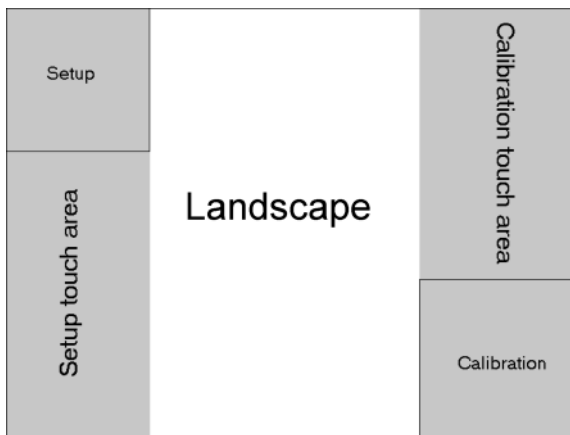 Setup
Setup touch area
Landscape
Calibration touch area
Calibration